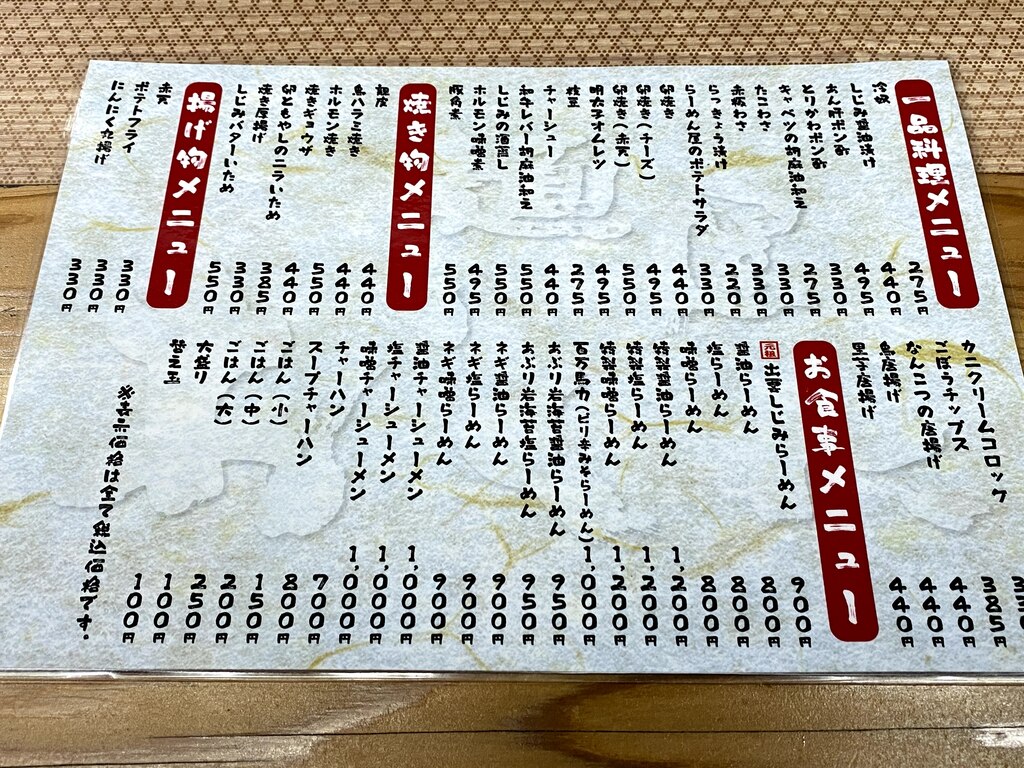 一品料理メニュー
冷奴 275円
しじみ醤油漬け 440円
あん肝ポン酢 495円
とりかわポン酢 330円
キャベツの胡麻油和え 275円
たこわさ 330円
赤板わさ 330円
らっきょう漬け 220円
らーめん屋のポテトサラダ 330円
卵焼き 440円
卵焼き(チーズ) 495円
卵焼き(赤天) 550円
明太子オムレツ 495円
枝豆 275円
チャーシュー 440円
和牛レバー胡麻油和え 550円
しじみの酒蒸し 550円
ホルモン味噌煮 495円
豚角煮 550円
焼き物メニュー
皮 440円
鳥ハラミ焼き 440円
ホルモン焼き 550円
焼きギョウザ 440円
卵ともやしのニラいため 385円
焼き唐揚げ 330円
しじみバターいため 550円
揚げ物メニュー
赤天 330円
ポテトフライ 330円
にんにく丸揚げ 330円
カニクリームコロッケ
ごぼうチップス 385円
なんこつの唐揚げ 440円
鳥唐揚げ 440円
里芋唐揚げ 440円
お食事メニュー
元祖 出雲しじみらーめん 900円
醤油らーめん 800円
塩らーめん 800円
味噌らーめん 800円
特製醤油らーめん 1,200円
特製塩らーめん 1,200円
特製味噌らーめん 1,200円
百万馬力(ピリ辛みそらーめん) 1,000円
あぶり岩海苔醤油らーめん 950円
あぶり岩海苔塩らーめん 950円
ネギ醤油らーめん 900円
ネギ塩らーめん 900円
ネギ味噌らーめん 900円
醤油チャーシューメン 1,000円
塩チャーシューメン 1,000円
味噌チャーシューメン 1,000円
チャーハン 700円
スープチャーハン 800円
ごはん(小) 150円
ごはん(中) 200円
ごはん(大) 250円
大盛り 100円
替え玉 100円
※表示価格は全て税込価格です。